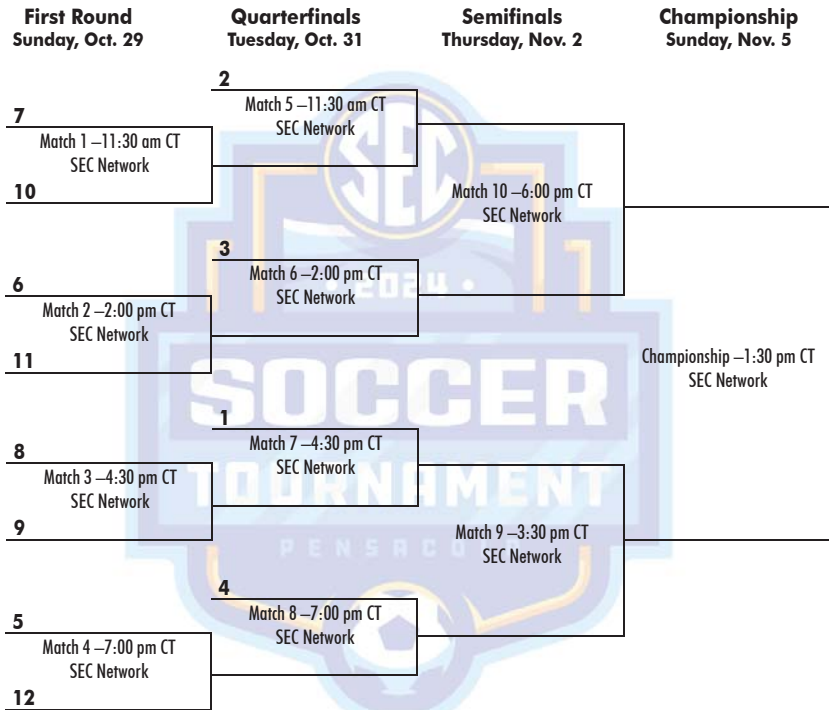 First Round
Sunday, Oct. 29
Quarterfinals
Tuesday, Oct. 31
Semifinals
Thursday, Nov. 2
Championship
Sunday, Nov. 5
2
Match 5 –11:30 am CT
SEC Network
7
Match 1 –11:30 am CT
SEC Network
10
Match 10 –6:00 pm CT
SEC Network
3
Match 6 –2:00 pm CT
SEC Network
6
Match 2 –2:00 pm CT
SEC Network
11
Championship –1:30 pm CT
SEC Network
1
Match 7 –4:30 pm CT
SEC Network
8
Match 3 –4:30 pm CT
SEC Network
9
Match 9 –3:30 pm CT
SEC Network
4
Match 8 –7:00 pm CT
SEC Network
5
Match 4 –7:00 pm CT
SEC Network
12
SEC
• 2024 •
SOCCER
TOURNAMENT
PENSACOLA